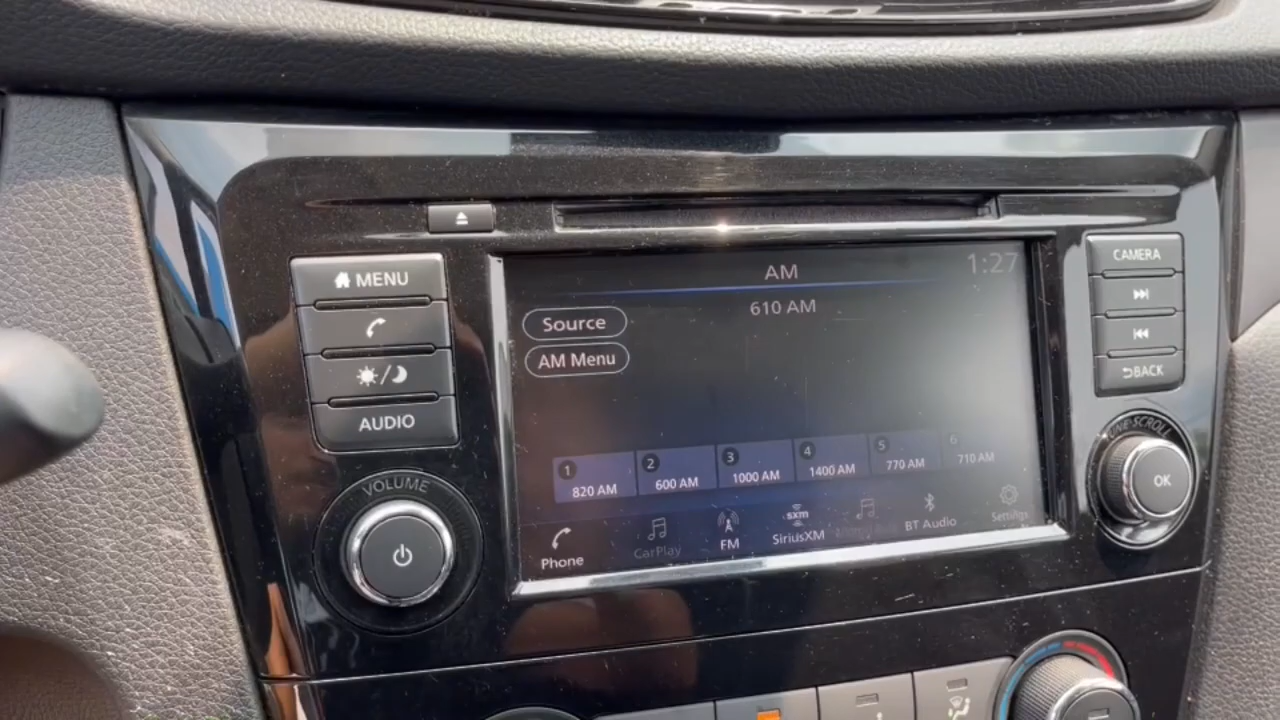 MENU
AUDIO
VOLUME
AM
1:27
610 AM
Source
AM Menu
1
820 AM
2
600 AM
3
1000 AM
4
1400 AM
5
770 AM
6
710 AM
Phone
CarPlay
FM
sxm
SiriusXM
BT Audio
Settings
CAMERA
BACK
TUNE·SCROLL
OK